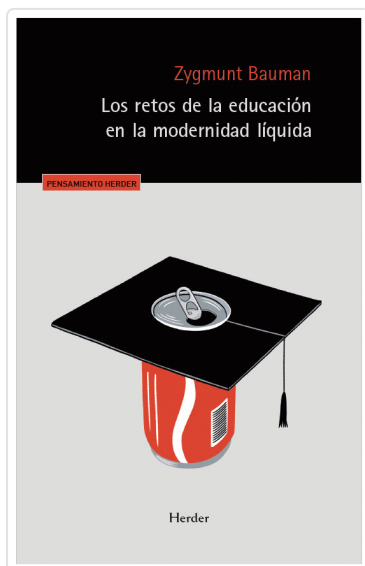 Zygmunt Bauman
Los retos de la educación
en la modernidad líquida
PENSAMIENTO HERDER
Herder